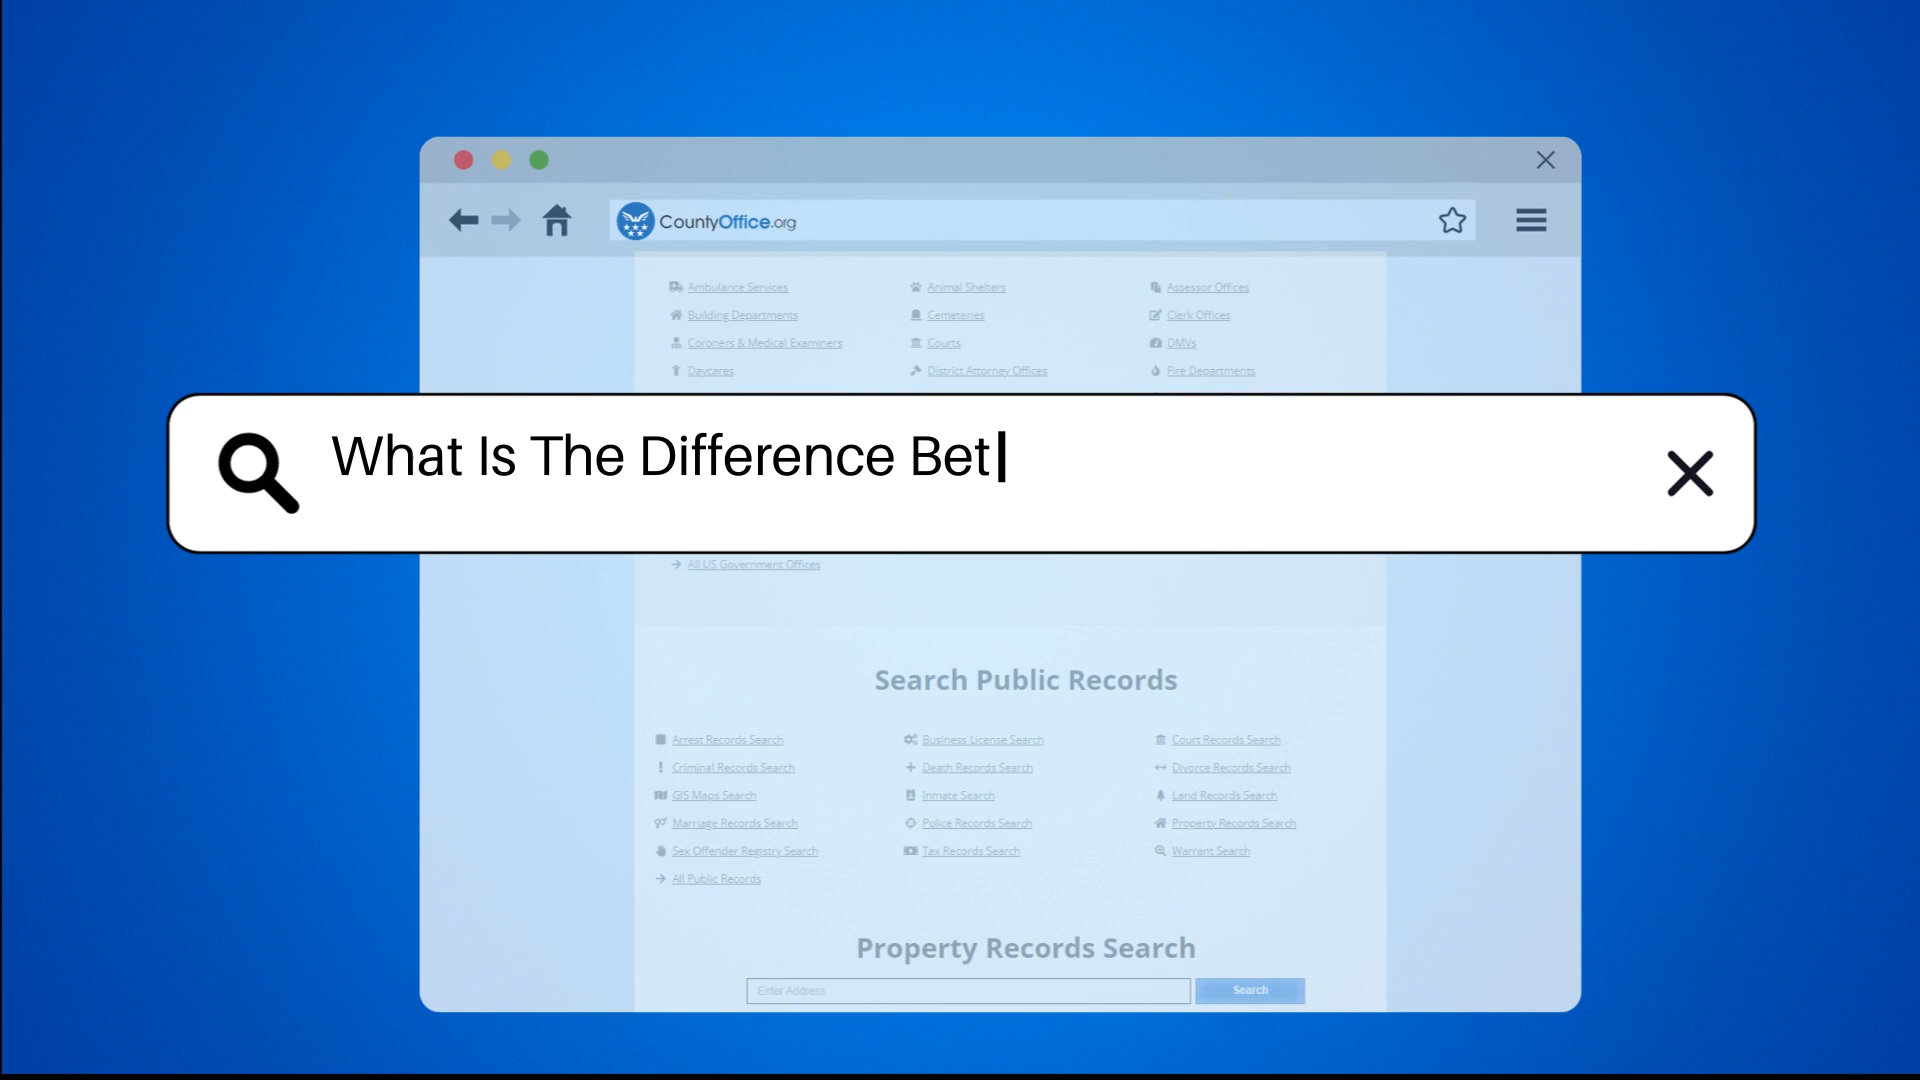 CountyOffice.org
Ambulance Services Animal Shelters Assessor Offices
Building Departments Cemeteries Clerk Offices
Coroners & Medical Examiners Courts DMVs
Daycares District Attorney Offices Fire Departments
What Is The Difference Bet
All US Government Offices
Search Public Records
Arrest Records Search Business License Search Court Records Search
Criminal Records Search Death Records Search Divorce Records Search
GIS Maps Search Inmate Search Land Records Search
Marriage Records Search Police Records Search Property Records Search
Sex Offender Registry Search Tax Records Search Warrant Search
All Public Records
Property Records Search
Enter Address Search